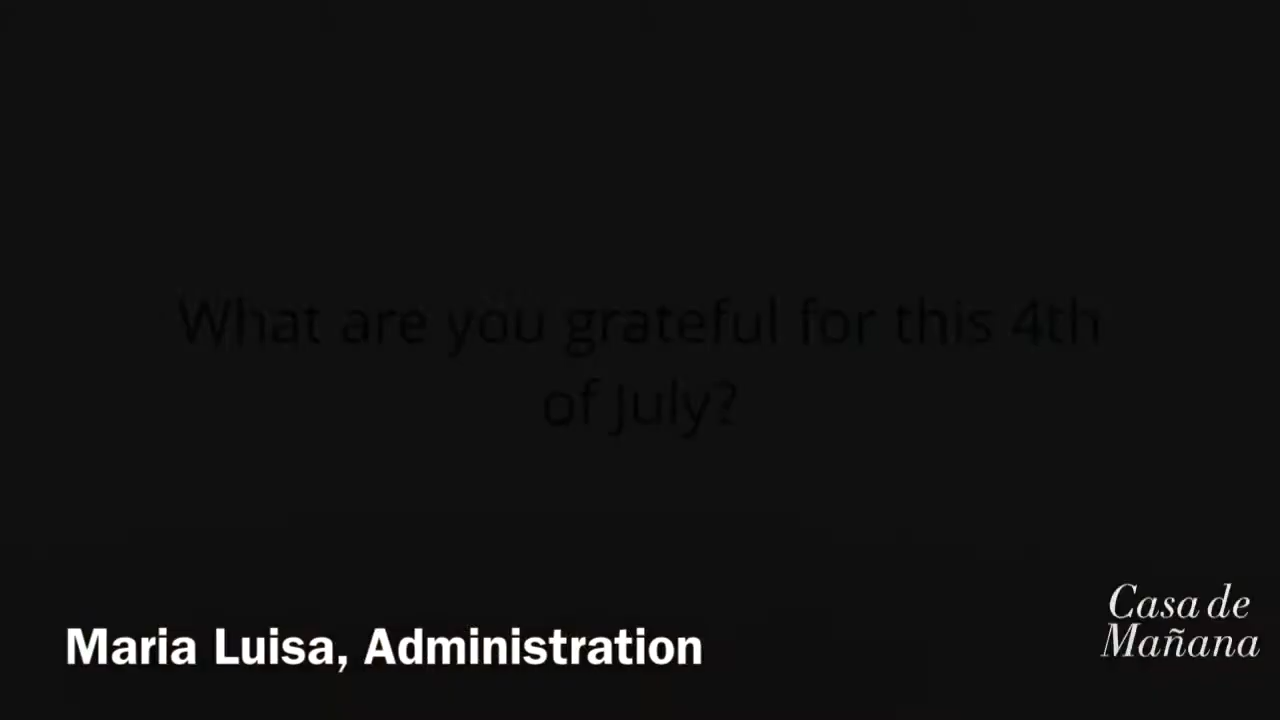 What are you grateful for this 4th
of July?
Maria Luisa, Administration
Casa de
Mañana